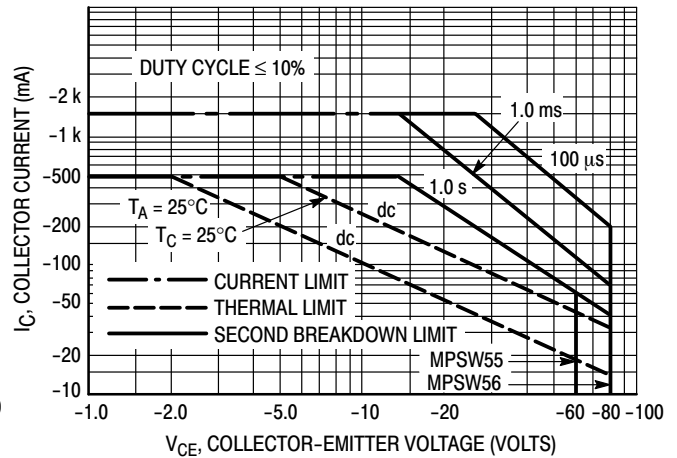 DUTY CYCLE ≤ 10%
-2 k
-1 k
-500
-200
-100
-50
-20
-10
1.0 ms
100 μs
1.0 s
TA = 25°C
TC = 25°C
dc
dc
CURRENT LIMIT
THERMAL LIMIT
SECOND BREAKDOWN LIMIT
MPSW55
MPSW56
-1.0
-2.0
-5.0
-10
-20
-60
-80
-100
IC, COLLECTOR CURRENT (mA)
VCE, COLLECTOR-EMITTER VOLTAGE (VOLTS)